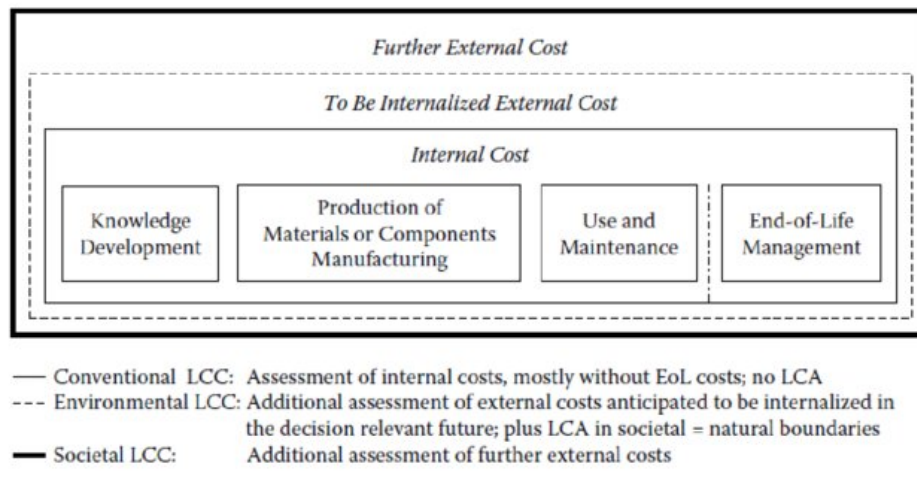 Further External Cost
To Be Internalized External Cost
Internal Cost
Knowledge
Development
Production of
Materials or Components
Manufacturing
Use and
Maintenance
End-of-Life
Management
Conventional LCC: Assessment of internal costs, mostly without EoL costs; no LCA
Environmental LCC: Additional assessment of external costs anticipated to be internalized in
the decision relevant future; plus LCA in societal = natural boundaries
Societal LCC: Additional assessment of further external costs